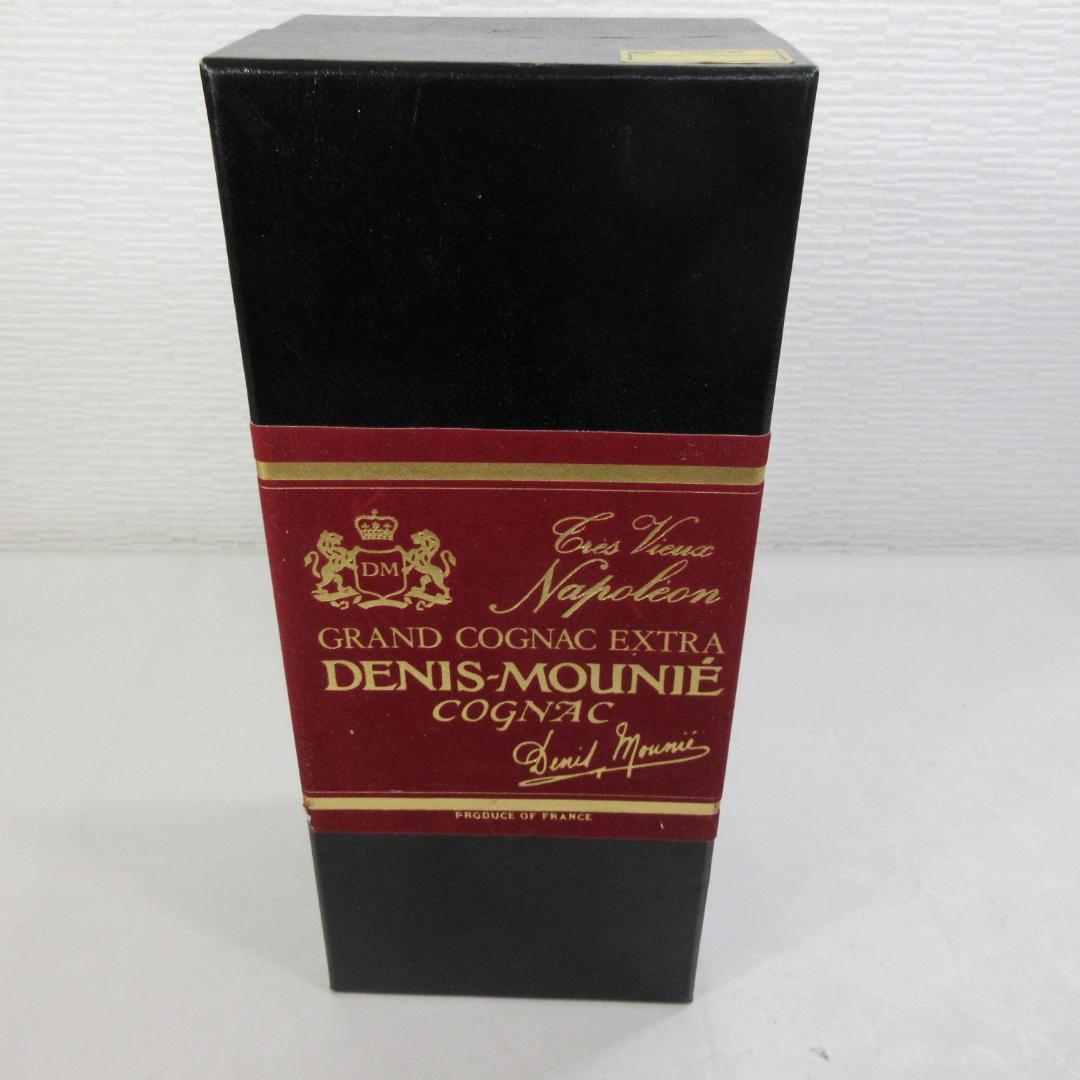 DM
Très Vieux
Napoléon
GRAND COGNAC EXTRA
DENIS-MOUNIÉ
COGNAC
Denis Mounié
PRODUCE OF FRANCE